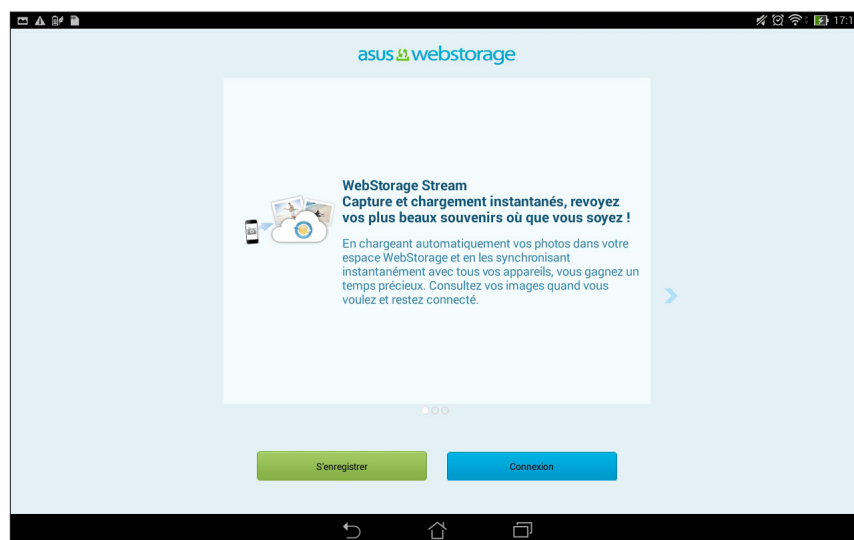 17:1
asus webstorage
WebStorage Stream
Capture et chargement instantanés, revoyez
vos plus beaux souvenirs où que vous soyez !
En chargeant automatiquement vos photos dans votre
espace WebStorage et en les synchronisant
instantanément avec tous vos appareils, vous gagnez un
temps précieux. Consultez vos images quand vous
voulez et restez connecté.
S'enregistrer
Connexion